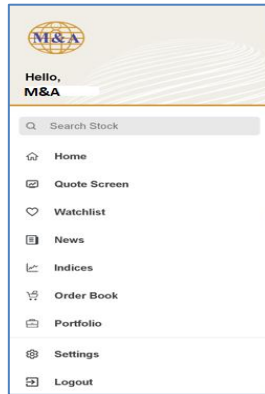 M&A
Hello,
M&A
Search Stock
Home
Quote Screen
Watchlist
News
Indices
Order Book
Portfolio
Settings
Logout